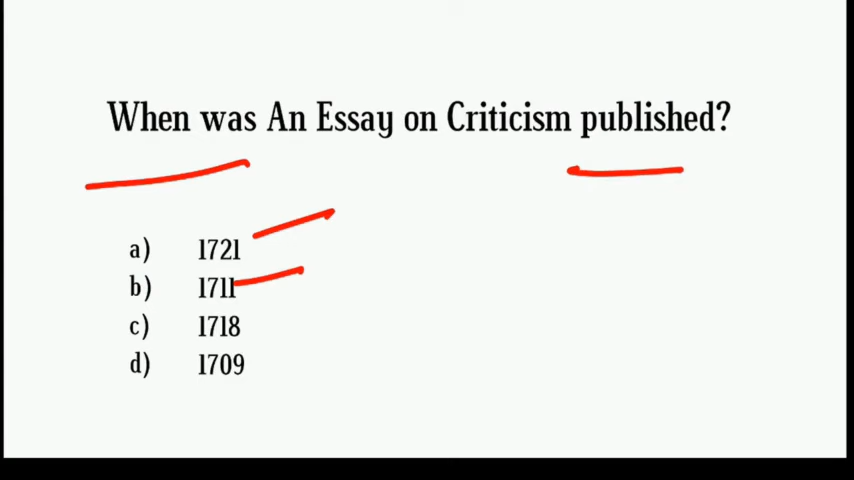 When was An Essay on Criticism published?
a) 1721
b) 1711
c) 1718
d) 1709